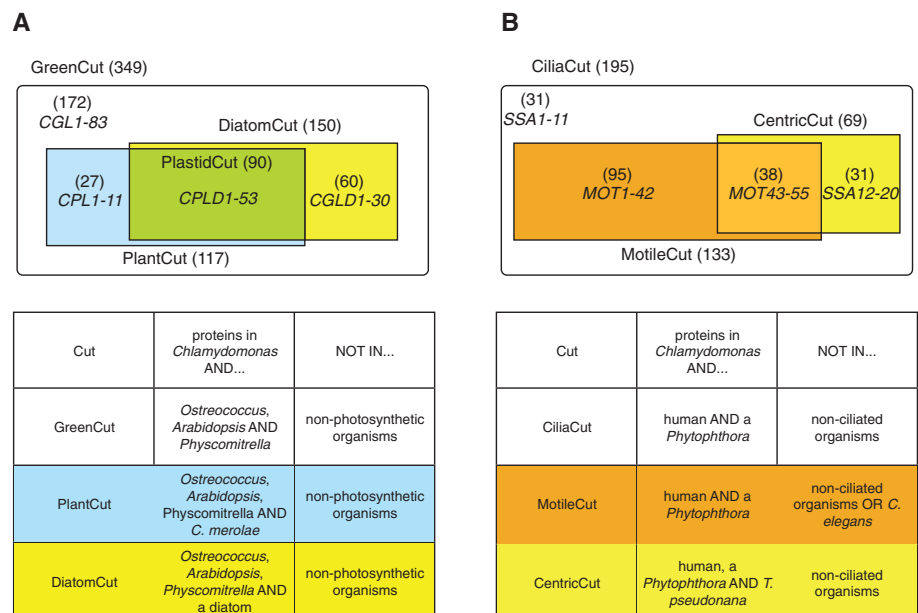 A
GreenCut (349)
(172)
CGL1-83
DiatomCut (150)
PlastidCut (90)
(27)
CPL1-11
CPLD1-53
(60)
CGLD1-30
PlantCut (117)
B
CiliaCut (195)
(31)
SSA1-11
CentricCut (69)
(95)
MOT1-42
(38)
MOT43-55
(31)
SSA12-20
MotileCut (133)
Cut
proteins in
Chlamydomonas
AND...
NOT IN...
GreenCut
Ostreococcus,
Arabidopsis AND
Physcomitrella
non-photosynthetic
organisms
PlantCut
Ostreococcus,
Arabidopsis,
Physcomitrella AND
C. merolae
non-photosynthetic
organisms
DiatomCut
Ostreococcus,
Arabidopsis,
Physcomitrella AND
a diatom
non-photosynthetic
organisms
Cut
proteins in
Chlamydomonas
AND...
NOT IN...
CiliaCut
human AND a
Phytophthora
non-ciliated
organisms
MotileCut
human AND a
Phytophthora
non-ciliated
organisms OR C.
elegans
CentricCut
human, a
Phytophthora AND T.
pseudonana
non-ciliated
organisms